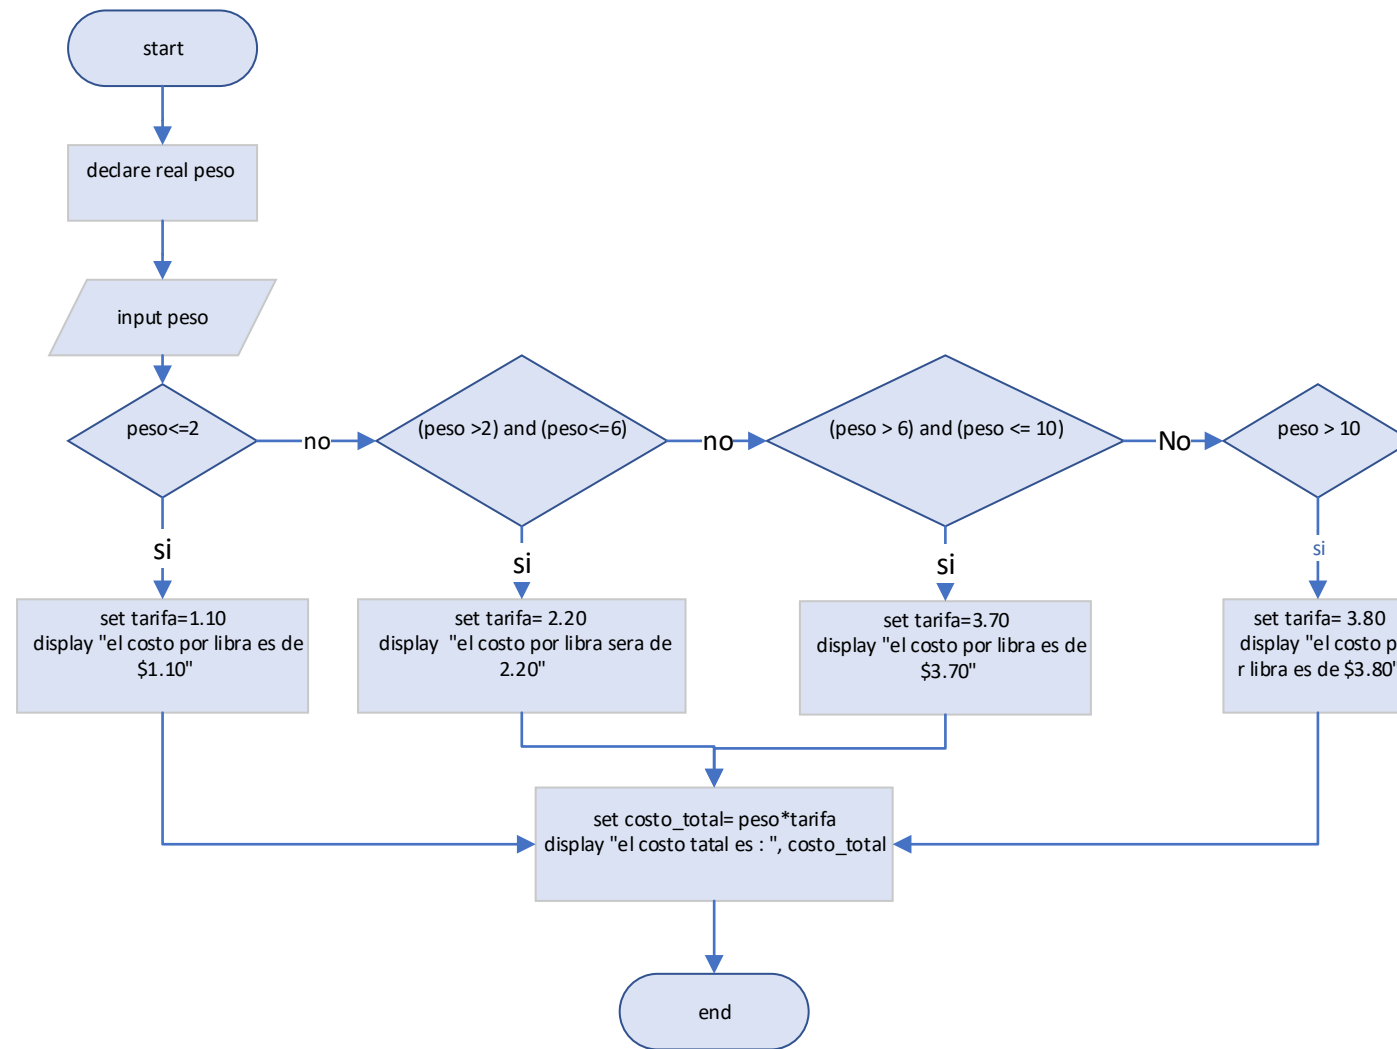 start
declare real peso
input peso
peso<=2
no
(peso >2) and (peso<=6)
no
(peso > 6) and (peso <= 10)
No
peso > 10
si
si
si
si
set tarifa=1.10
display "el costo por libra es de
$1.10"
set tarifa= 2.20
display "el costo por libra sera de
2.20"
set tarifa=3.70
display "el costo por libra es de
$3.70"
set tarifa= 3.80
display "el costo p
r libra es de $3.80"
set costo_total= peso*tarifa
display "el costo tatal es : ", costo_total
end